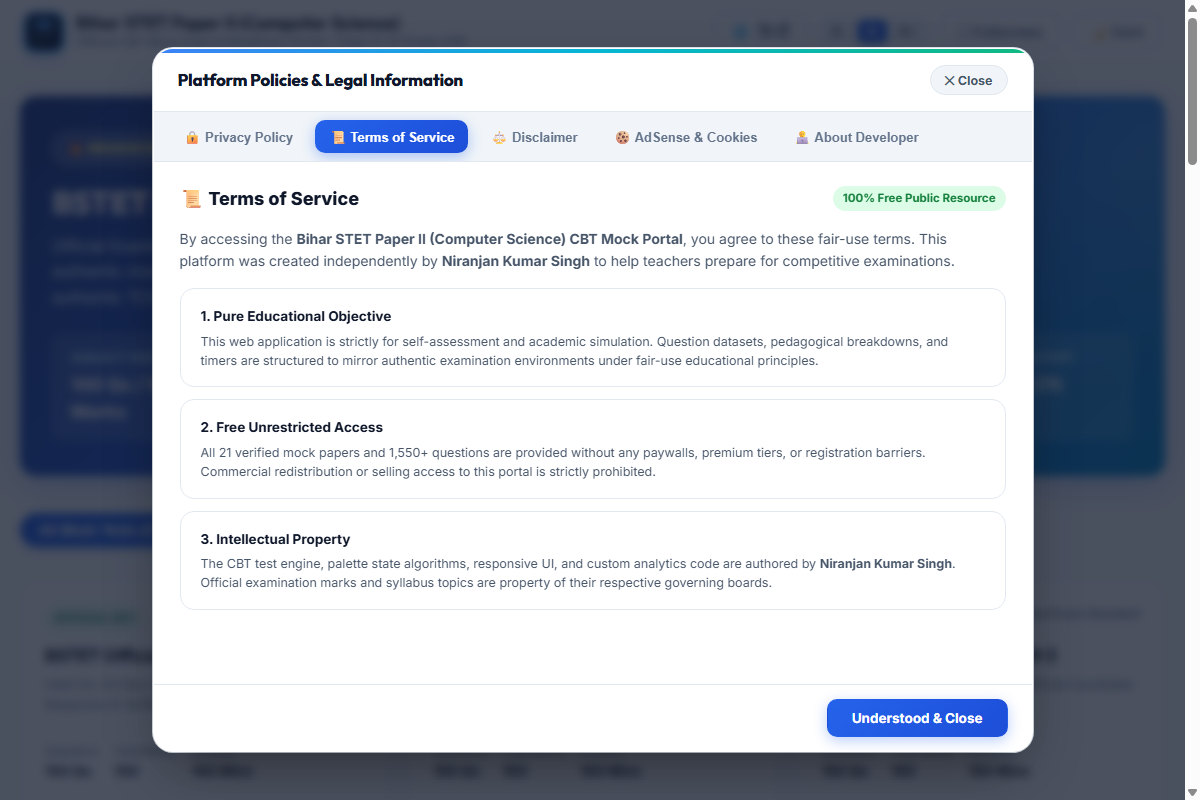 Platform Policies & Legal Information
✕ Close
🔒 Privacy Policy
📜 Terms of Service
⚖️ Disclaimer
🍪 AdSense & Cookies
👨‍💻 About Developer
📜 Terms of Service
100% Free Public Resource
By accessing the Bihar STET Paper II (Computer Science) CBT Mock Portal, you agree to these fair-use terms. This
platform was created independently by Niranjan Kumar Singh to help teachers prepare for competitive examinations.
1. Pure Educational Objective
This web application is strictly for self-assessment and academic simulation. Question datasets, pedagogical breakdowns, and
timers are structured to mirror authentic examination environments under fair-use educational principles.
2. Free Unrestricted Access
All 21 verified mock papers and 1,550+ questions are provided without any paywalls, premium tiers, or registration barriers.
Commercial redistribution or selling access to this portal is strictly prohibited.
3. Intellectual Property
The CBT test engine, palette state algorithms, responsive UI, and custom analytics code are authored by Niranjan Kumar Singh.
Official examination marks and syllabus topics are property of their respective governing boards.
Understood & Close